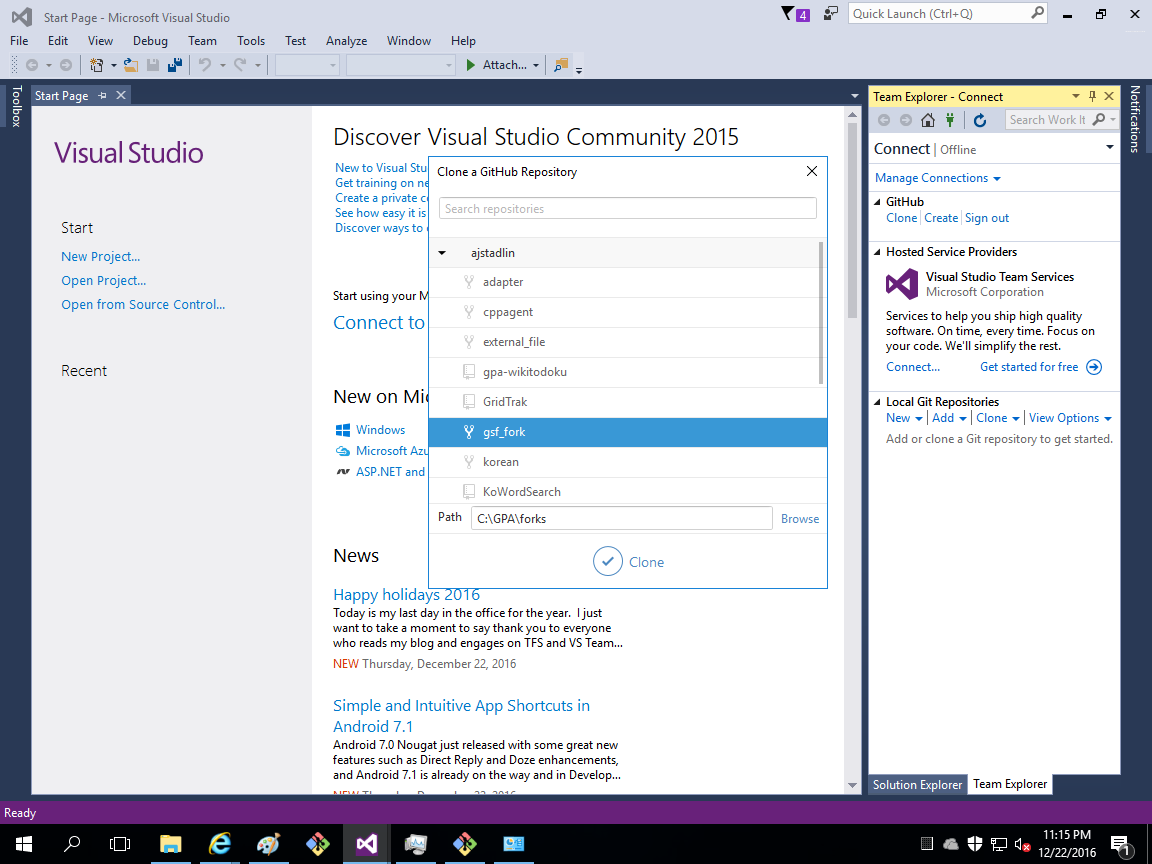 Start Page - Microsoft Visual Studio
4
Quick Launch (Ctrl+Q)
File Edit View Debug Team Tools Test Analyze Window Help
Attach...
Toolbox
Start Page
Visual Studio
Start
New Project...
Open Project...
Open from Source Control...
Recent
Discover Visual Studio Community 2015
New to Visual Stu
Get training on ne
Create a private co
See how easy it is
Discover ways to
Start using your M
Connect to
New on Mic
Windows
Microsoft Azu
ASP.NET and
News
Happy holidays 2016
Today is my last day in the office for the year. I just
want to take a moment to say thank you to everyone
who reads my blog and engages on TFS and VS Team...
NEW Thursday, December 22, 2016
Simple and Intuitive App Shortcuts in
Android 7.1
Android 7.0 Nougat just released with some great new
features such as Direct Reply and Doze enhancements,
and Android 7.1 is already on the way and in Develop...
Clone a GitHub Repository
Search repositories
ajstadlin
adapter
cppagent
external_file
gpa-wikitodoku
GridTrak
gsf_fork
korean
KoWordSearch
Path C:\GPA\forks Browse
Clone
Team Explorer - Connect
Search Work It
Connect | Offline
Manage Connections
GitHub
Clone Create Sign out
Hosted Service Providers
Visual Studio Team Services
Microsoft Corporation
Services to help you ship high quality
software. On time, every time. Focus on
your code. We'll simplify the rest.
Connect... Get started for free
Local Git Repositories
New Add Clone View Options
Add or clone a Git repository to get started.
Solution Explorer Team Explorer
Notifications
Ready
11:15 PM
12/22/2016
1